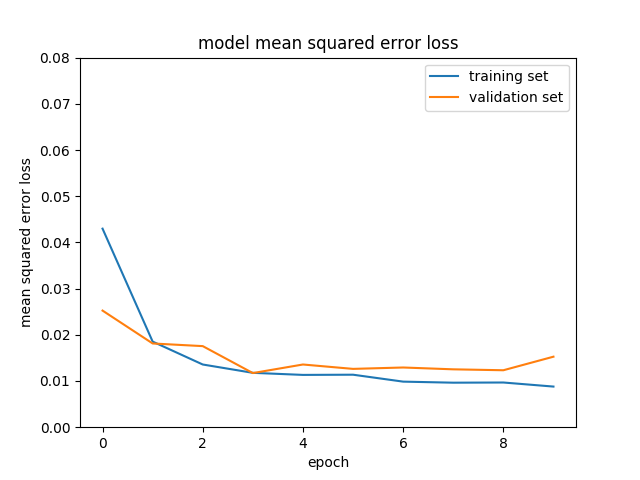 model mean squared error loss
0.08
0.07
0.06
0.05
0.04
0.03
0.02
0.01
0.00
mean squared error loss
training set
validation set
0 2 4 6 8
epoch